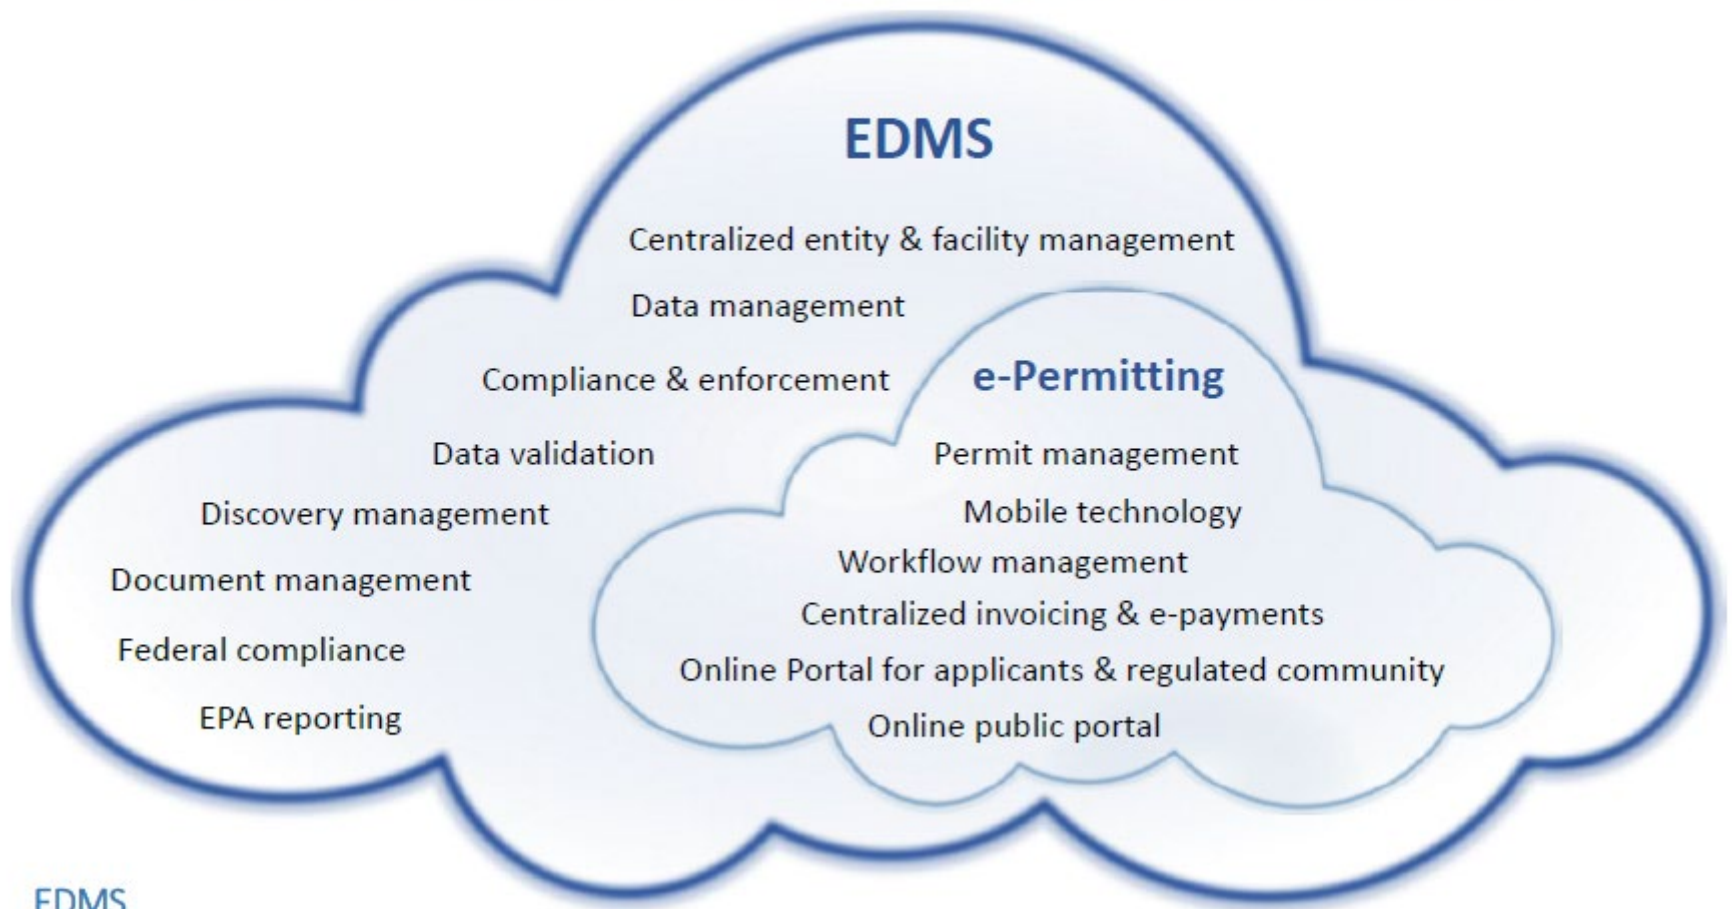 EDMS
Centralized entity & facility management
Data management
Compliance & enforcement
Data validation
Discovery management
Document management
Federal compliance
EPA reporting
e-Permitting
Permit management
Mobile technology
Workflow management
Centralized invoicing & e-payments
Online Portal for applicants & regulated community
Online public portal
EDMS